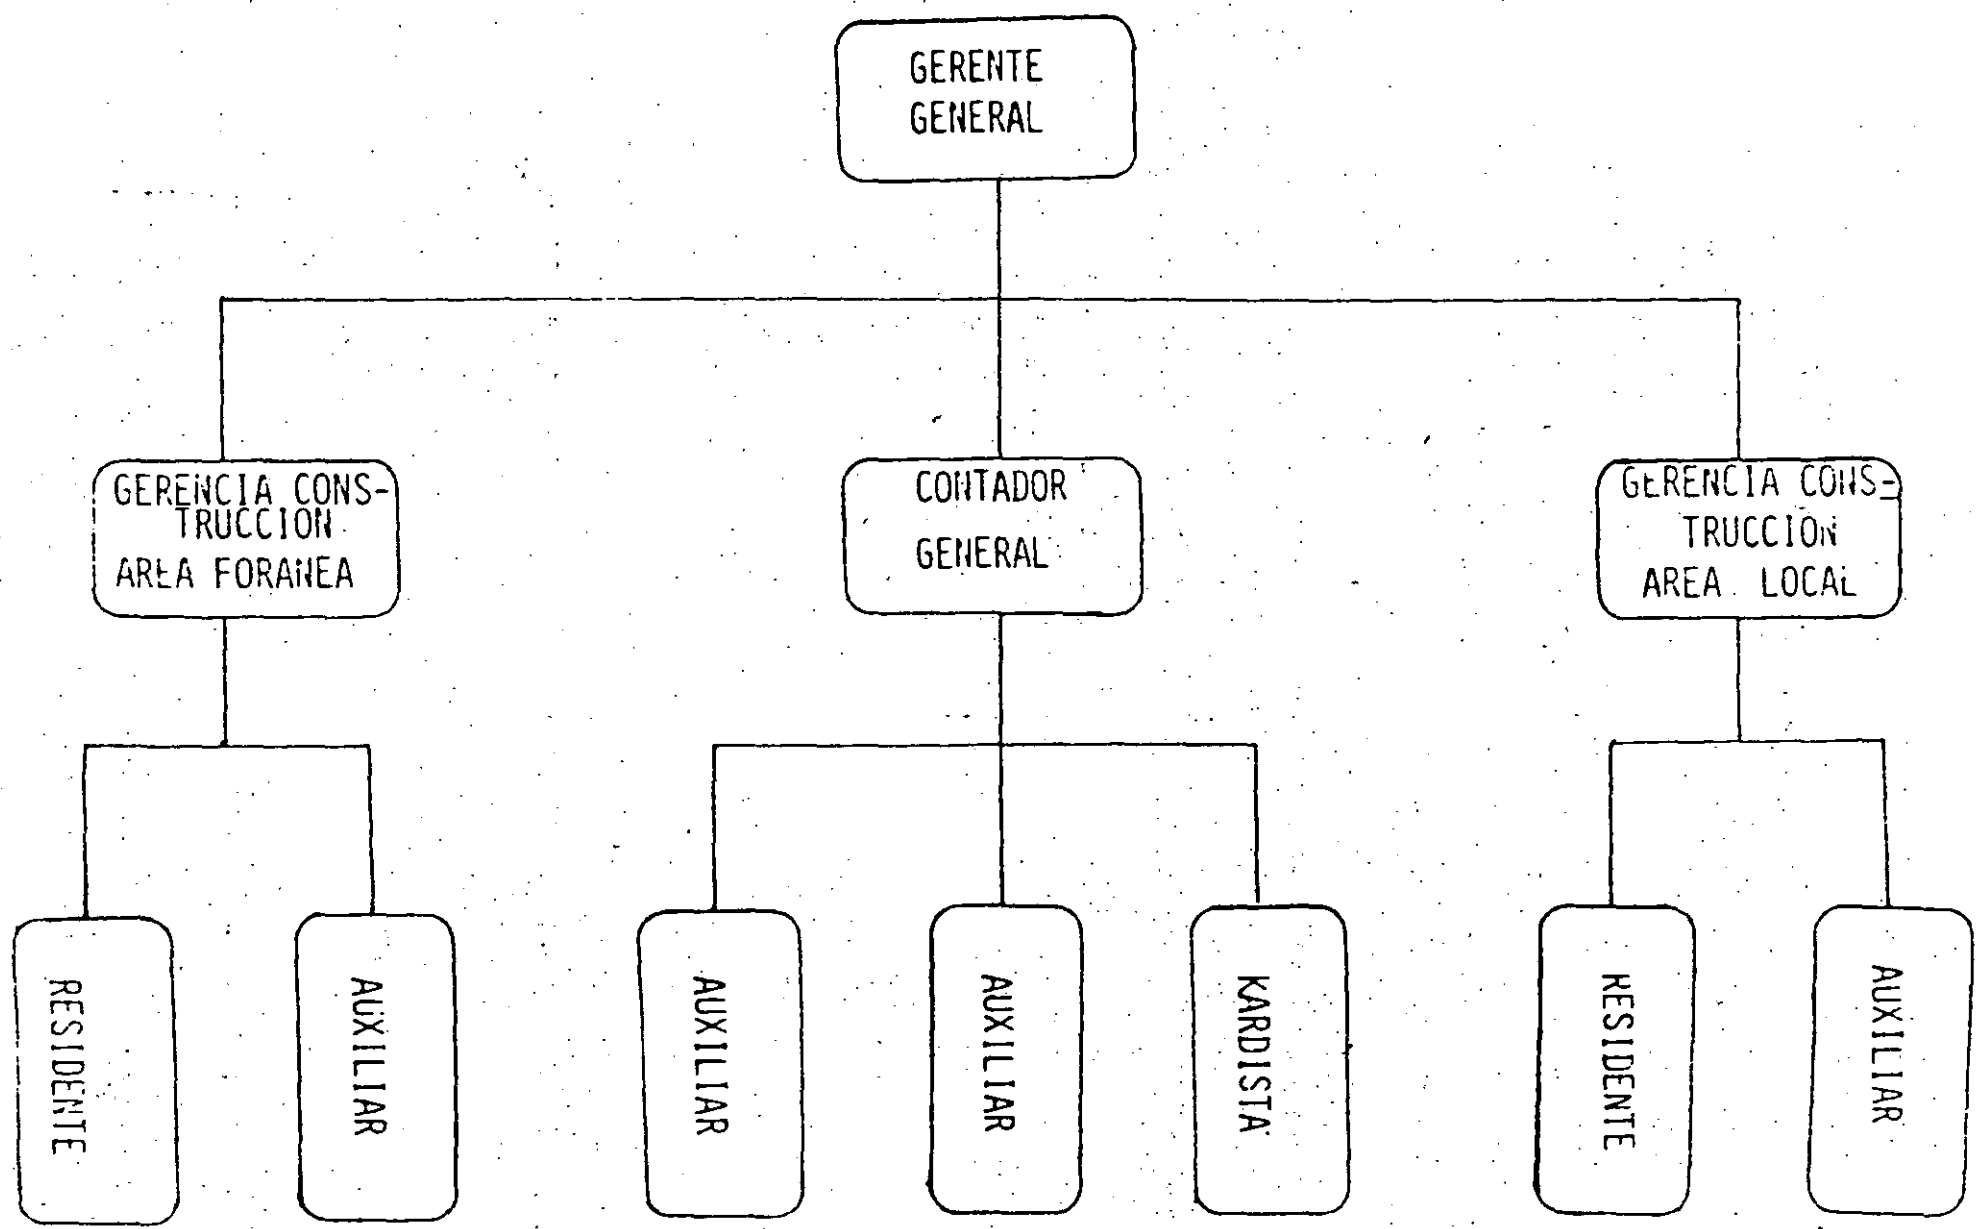 GERENTE
GENERAL
GERENCIA CONS-
TRUCCION
AREA FORANEA
CONTADOR
GENERAL
GERENCIA CONS-
TRUCCION
AREA LOCAL
RESIDENTE
AUXILIAR
AUXILIAR
AUXILIAR
KARDISTA
RESIDENTE
AUXILIAR